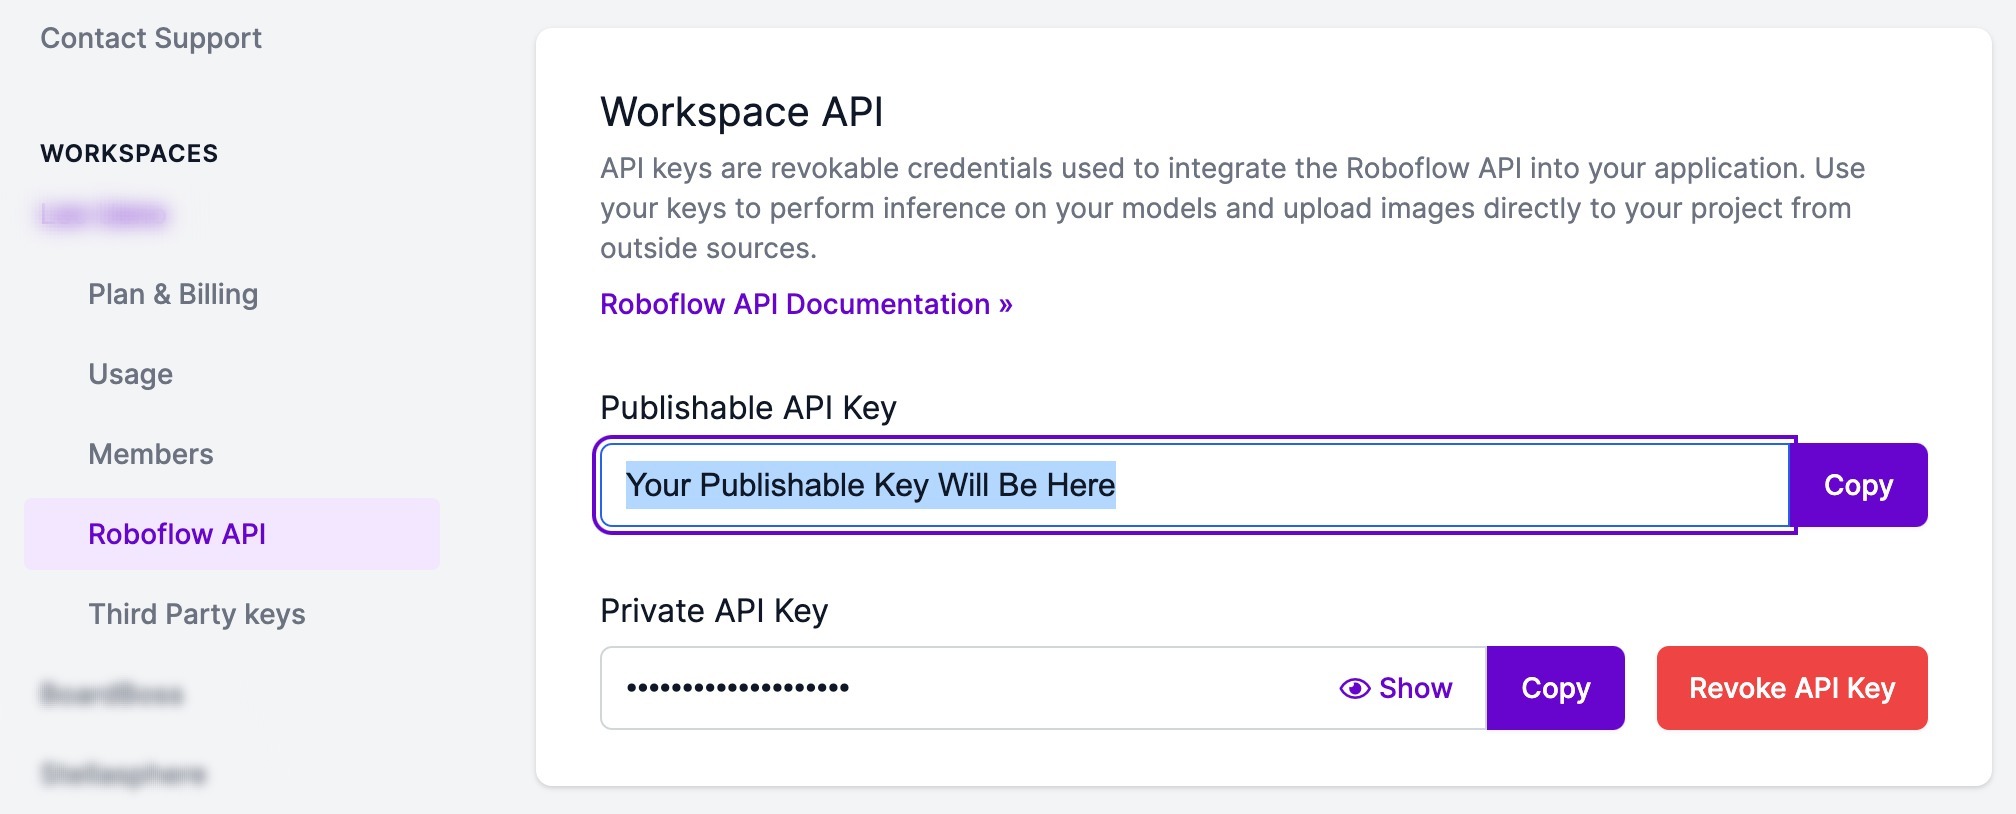 Contact Support
WORKSPACES
Plan & Billing
Usage
Members
Roboflow API
Third Party keys
Workspace API
API keys are revokable credentials used to integrate the Roboflow API into your application. Use
your keys to perform inference on your models and upload images directly to your project from
outside sources.
Roboflow API Documentation »
Publishable API Key
Your Publishable Key Will Be Here
Copy
Private API Key
••••••••••••••••••••
Show
Copy
Revoke API Key